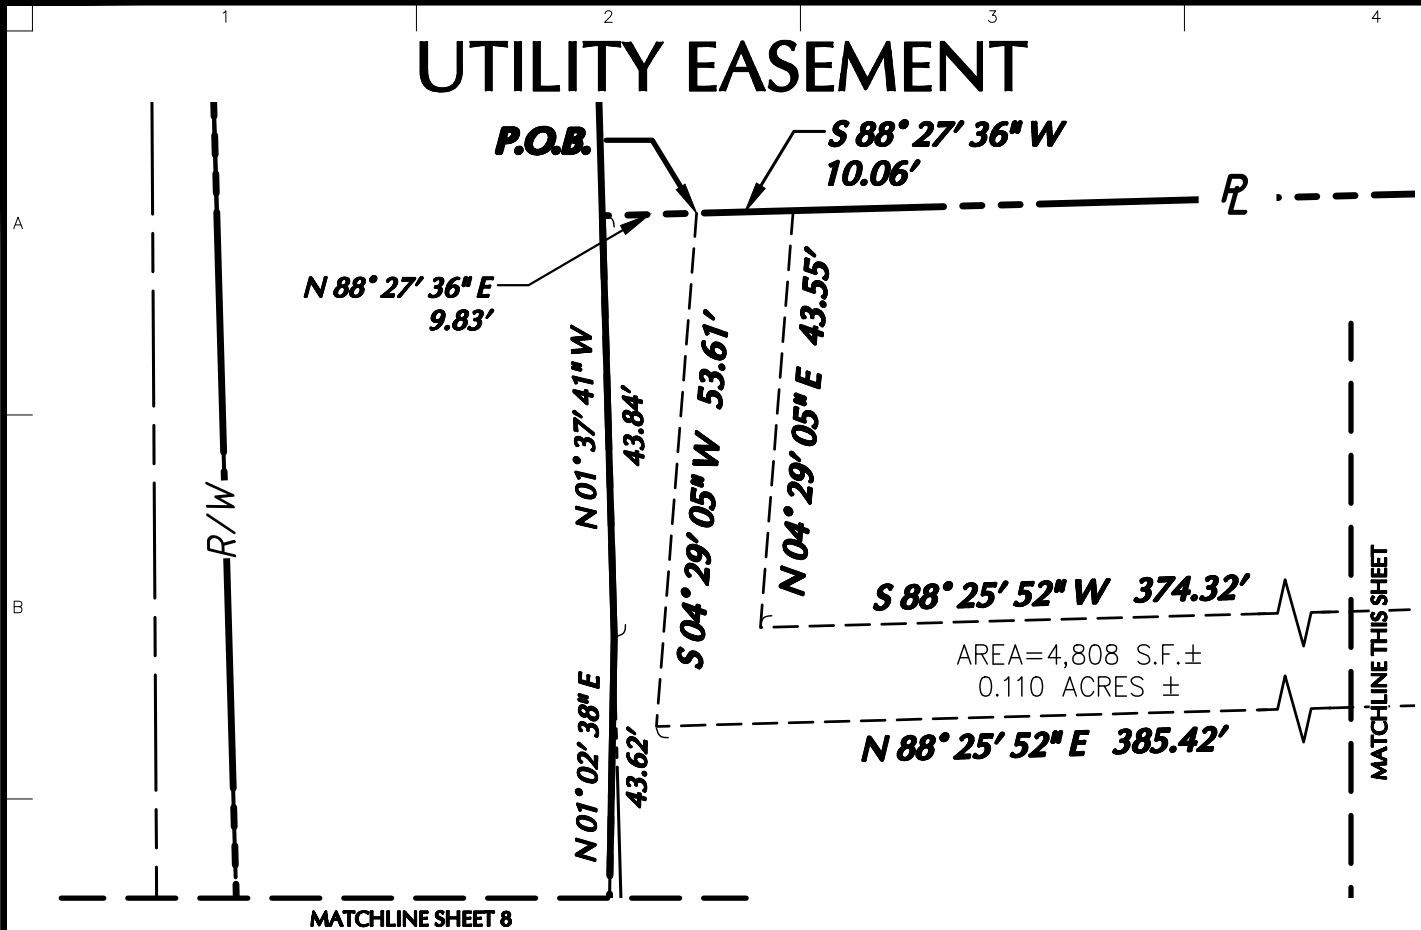 1 2 3 4
UTILITY EASEMENT
P.O.B.
S 88° 27' 36" W
10.06'
PL
A
N 88° 27' 36" E
9.83'
N 01° 37' 41" W
43.84'
S 04° 29' 05" W 53.61'
N 04° 29' 05" E 43.55'
R/W
B
S 88° 25' 52" W 374.32'
AREA=4,808 S.F.±
0.110 ACRES ±
N 88° 25' 52" E 385.42'
MATCHLINE THIS SHEET
N 01° 02' 38" E
43.62'
MATCHLINE SHEET 8